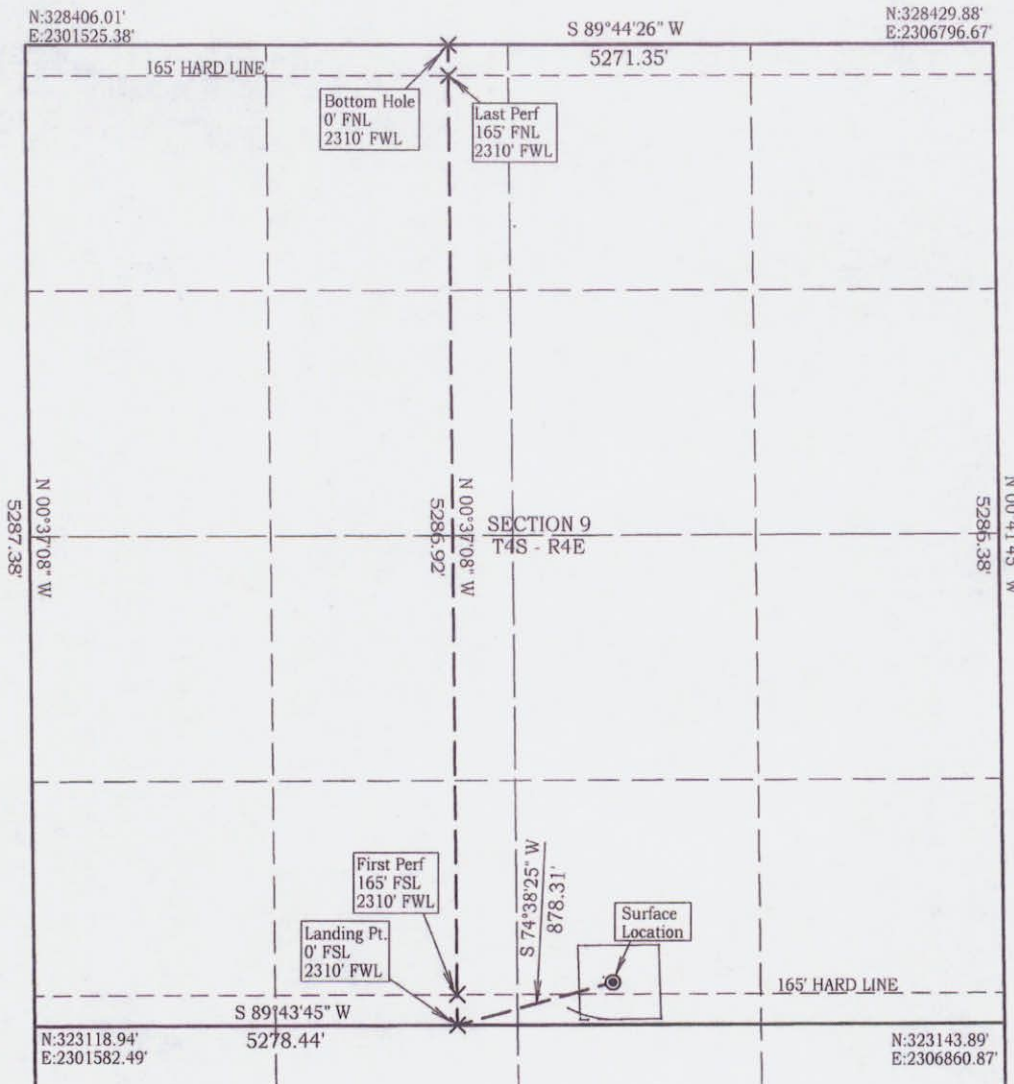 N:328406.01'
E:2301525.38'
S 89°44'26" W
5271.35'
N:328429.88'
E:2306796.67'
165' HARD LINE
Bottom Hole
0' FNL
2310' FWL
Last Perf
165' FNL
2310' FWL
N 00°37'08" W
5287.38'
N 00°37'08" W
5286.92'
SECTION 9
T4S - R4E
5286.38'
N 00°41'45" W
First Perf
165' FSL
2310' FWL
Landing Pt.
0' FSL
2310' FWL
S 74°38'25" W
878.31'
Surface
Location
165' HARD LINE
S 89°43'45" W
5278.44'
N:323118.94'
E:2301582.49'
N:323143.89'
E:2306860.87'